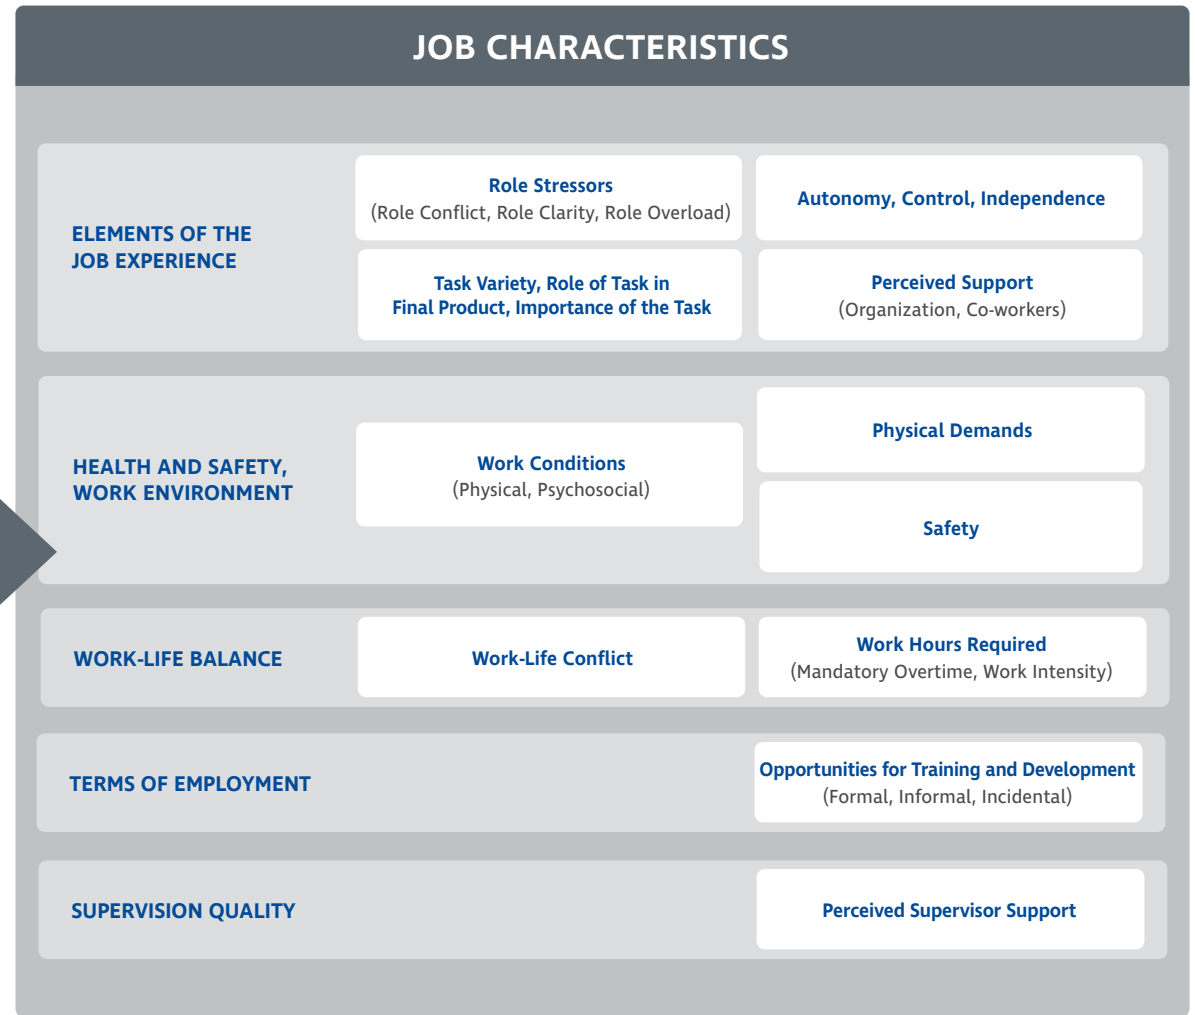 JOB CHARACTERISTICS
ELEMENTS OF THE
JOB EXPERIENCE
Role Stressors
(Role Conflict, Role Clarity, Role Overload)
Autonomy, Control, Independence
Task Variety, Role of Task in
Final Product, Importance of the Task
Perceived Support
(Organization, Co-workers)
HEALTH AND SAFETY,
WORK ENVIRONMENT
Work Conditions
(Physical, Psychosocial)
Physical Demands
Safety
WORK-LIFE BALANCE
Work-Life Conflict
Work Hours Required
(Mandatory Overtime, Work Intensity)
TERMS OF EMPLOYMENT
Opportunities for Training and Development
(Formal, Informal, Incidental)
SUPERVISION QUALITY
Perceived Supervisor Support